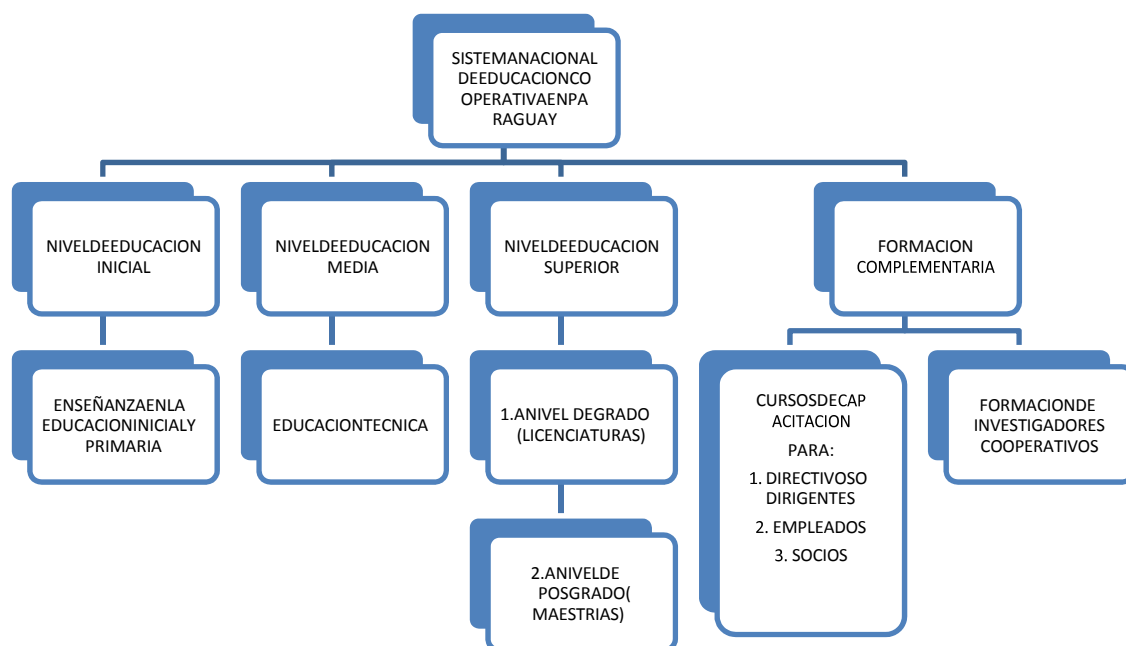 SISTEMANACIONAL
DEEDUCACIONCO
OPERATIVAENPA
RAGUAY
NIVELDEEDUCACION
INICIAL
NIVELDEEDUCACION
MEDIA
NIVELDEEDUCACION
SUPERIOR
FORMACION
COMPLEMENTARIA
ENSEÑANZAENLA
EDUCACIONINICIALY
PRIMARIA
EDUCACIONTECNICA
1.ANIVEL DEGRADO
(LICENCIATURAS)
2.ANIVELDE
POSGRADO(
MAESTRIAS)
CURSOSDECAP
ACITACION
PARA:
1. DIRECTIVOSO
DIRIGENTES
2. EMPLEADOS
3. SOCIOS
FORMACIONDE
INVESTIGADORES
COOPERATIVOS